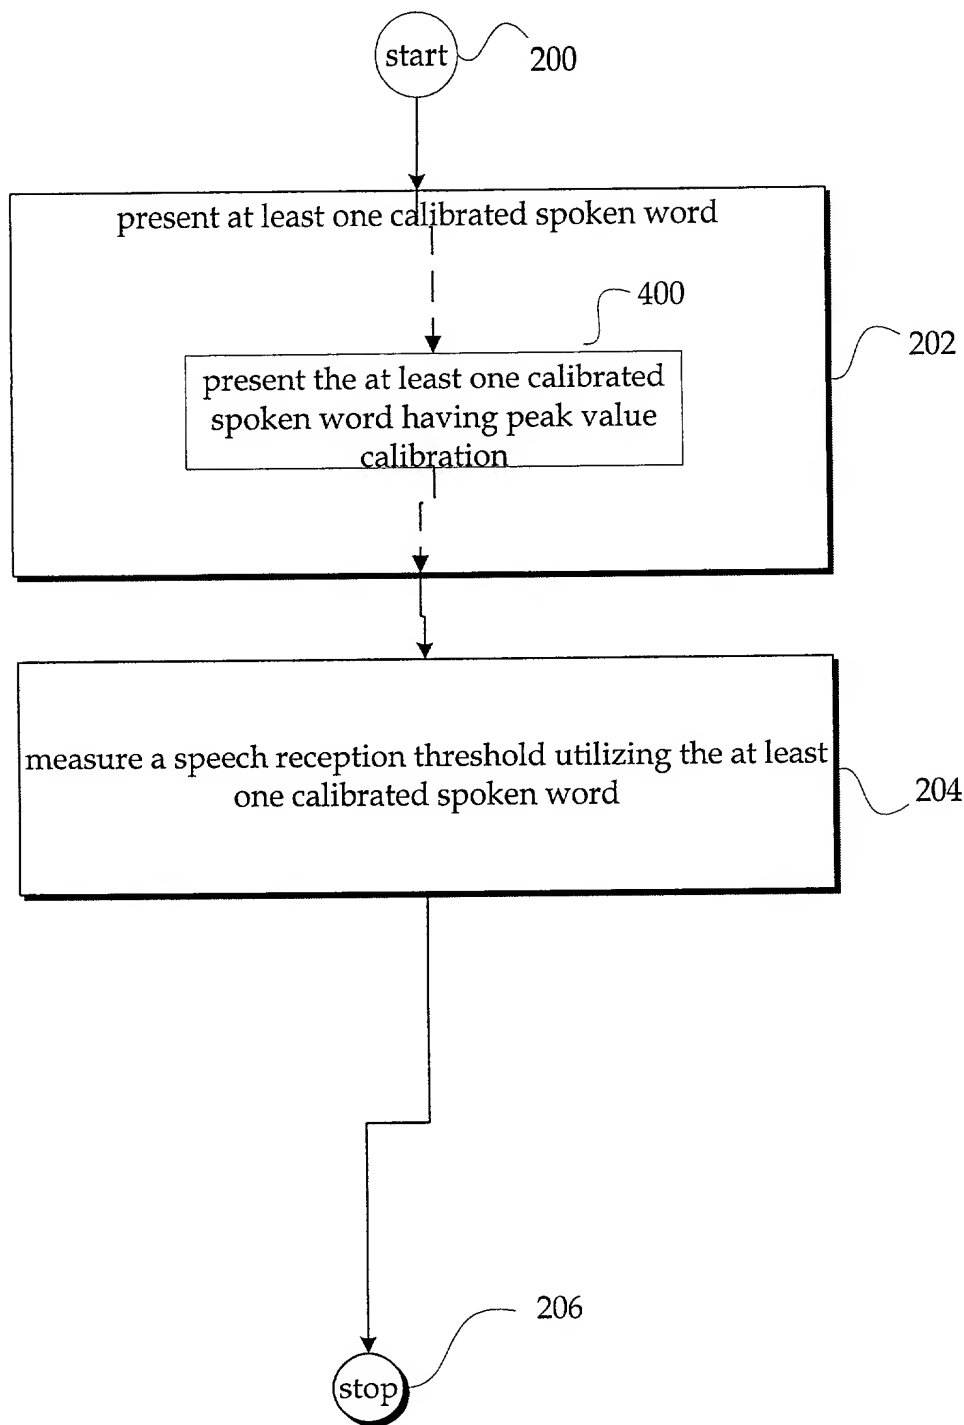 start
200
present at least one calibrated spoken word
400
202
present the at least one calibrated
spoken word having peak value
calibration
measure a speech reception threshold utilizing the at least
one calibrated spoken word
204
206
stop